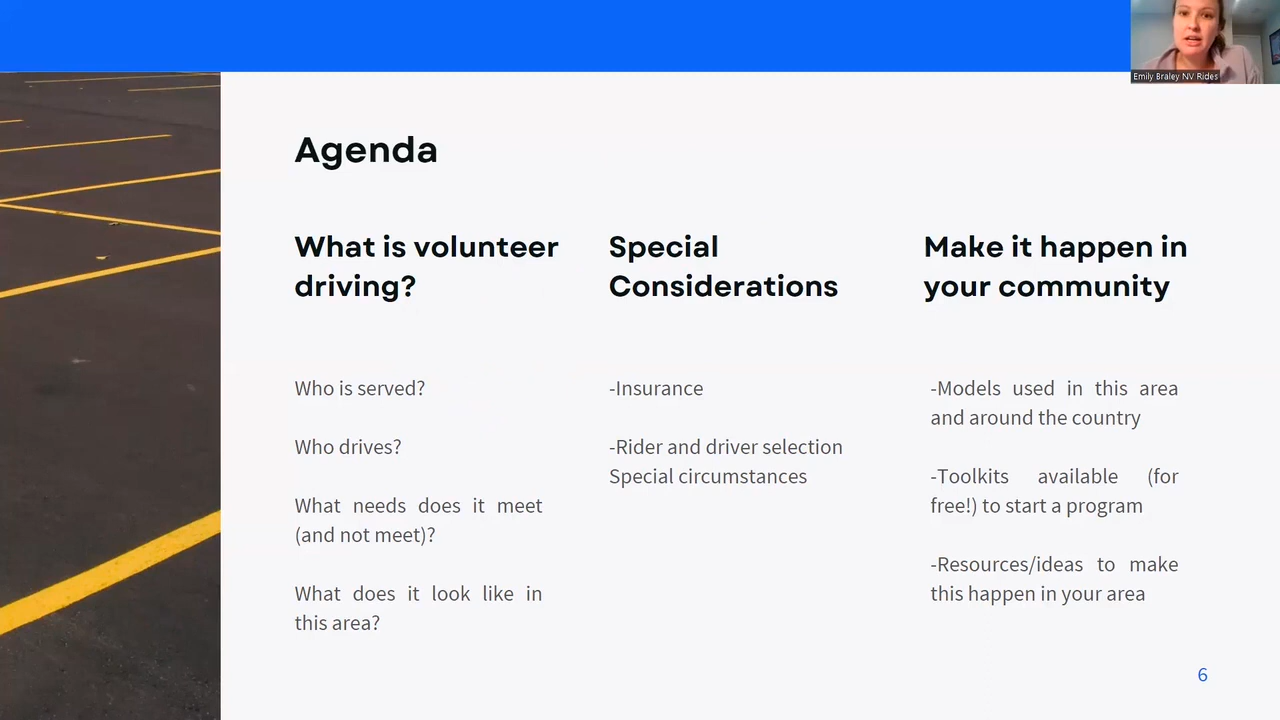 Emily Braley NV Rides
Agenda
What is volunteer
driving?
Who is served?
Who drives?
What needs does it meet
(and not meet)?
What does it look like in
this area?
Special
Considerations
-Insurance
-Rider and driver selection
Special circumstances
Make it happen in
your community
-Models used in this area
and around the country
-Toolkits available (for
free!) to start a program
-Resources/ideas to make
this happen in your area
6